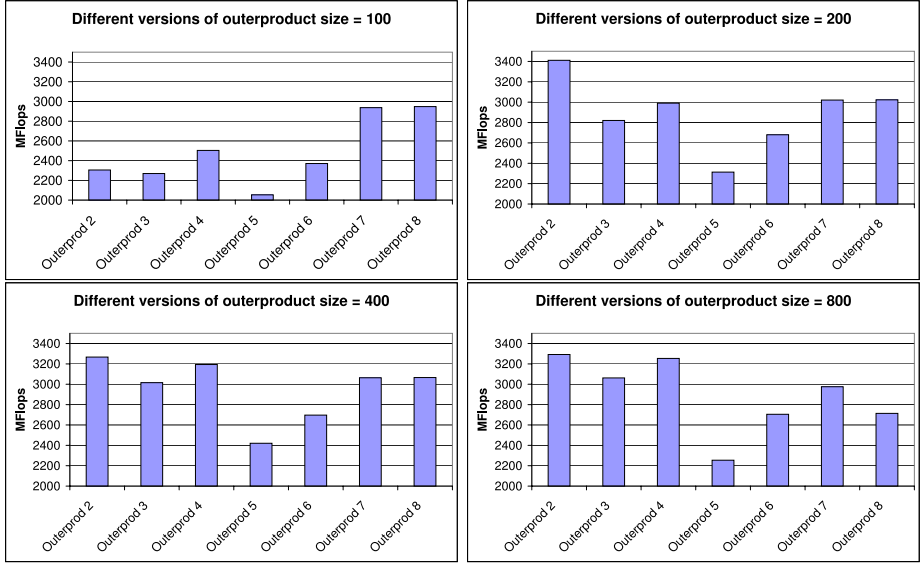 Different versions of outerproduct size = 100
3400
3200
3000
2800
2600
2400
2200
2000
MFlops
Outerprod 2
Outerprod 3
Outerprod 4
Outerprod 5
Outerprod 6
Outerprod 7
Outerprod 8
Different versions of outerproduct size = 200
3400
3200
3000
2800
2600
2400
2200
2000
MFlops
Outerprod 2
Outerprod 3
Outerprod 4
Outerprod 5
Outerprod 6
Outerprod 7
Outerprod 8
Different versions of outerproduct size = 400
3400
3200
3000
2800
2600
2400
2200
2000
MFlops
Outerprod 2
Outerprod 3
Outerprod 4
Outerprod 5
Outerprod 6
Outerprod 7
Outerprod 8
Different versions of outerproduct size = 800
3400
3200
3000
2800
2600
2400
2200
2000
MFlops
Outerprod 2
Outerprod 3
Outerprod 4
Outerprod 5
Outerprod 6
Outerprod 7
Outerprod 8